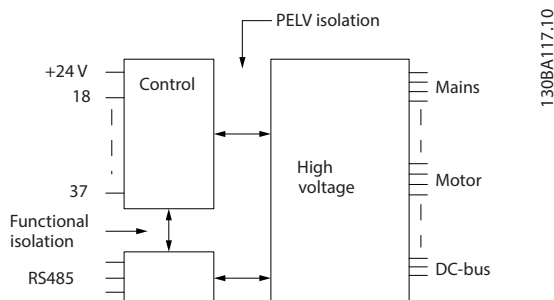 PELV isolation
130BA117.10
+24 V
Control
Mains
18
High
voltage
37
Motor
Functional
isolation
RS485
DC-bus